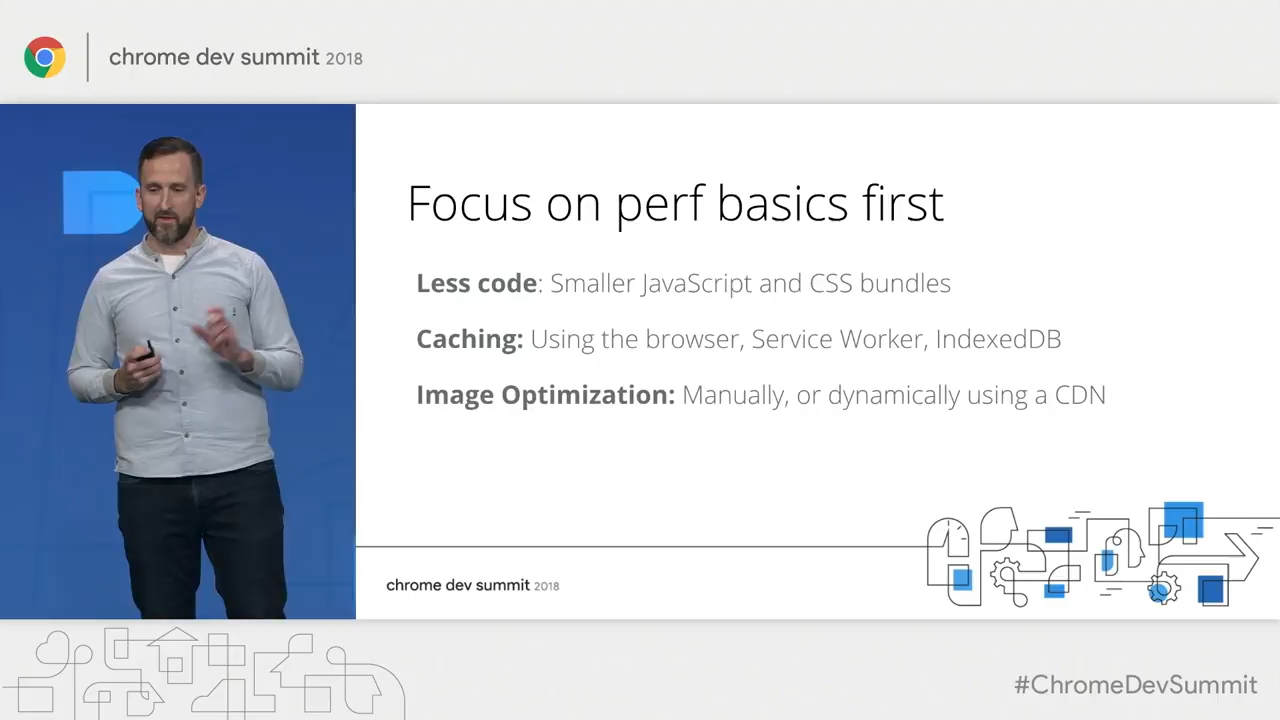 chrome dev summit 2018
Focus on perf basics first
Less code: Smaller JavaScript and CSS bundles
Caching: Using the browser, Service Worker, IndexedDB
Image Optimization: Manually, or dynamically using a CDN
chrome dev summit 2018
#ChromeDevSummit